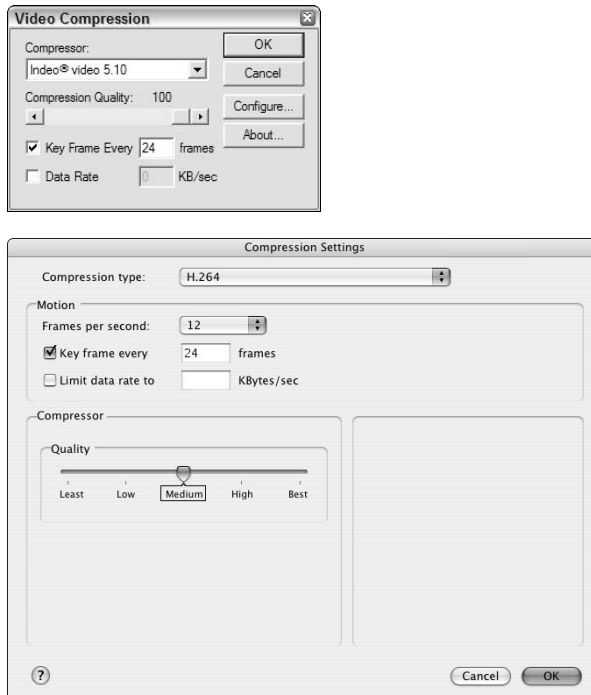 Video Compression
Compressor:
Indeo® video 5.10
Compression Quality: 100
Key Frame Every 24 frames
Data Rate 0 KB/sec
OK
Cancel
Configure...
About...
Compression Settings
Compression type: H.264
Motion
Frames per second: 12
Key frame every 24 frames
Limit data rate to KBytes/sec
Compressor
Quality
Least Low Medium High Best
? Cancel OK